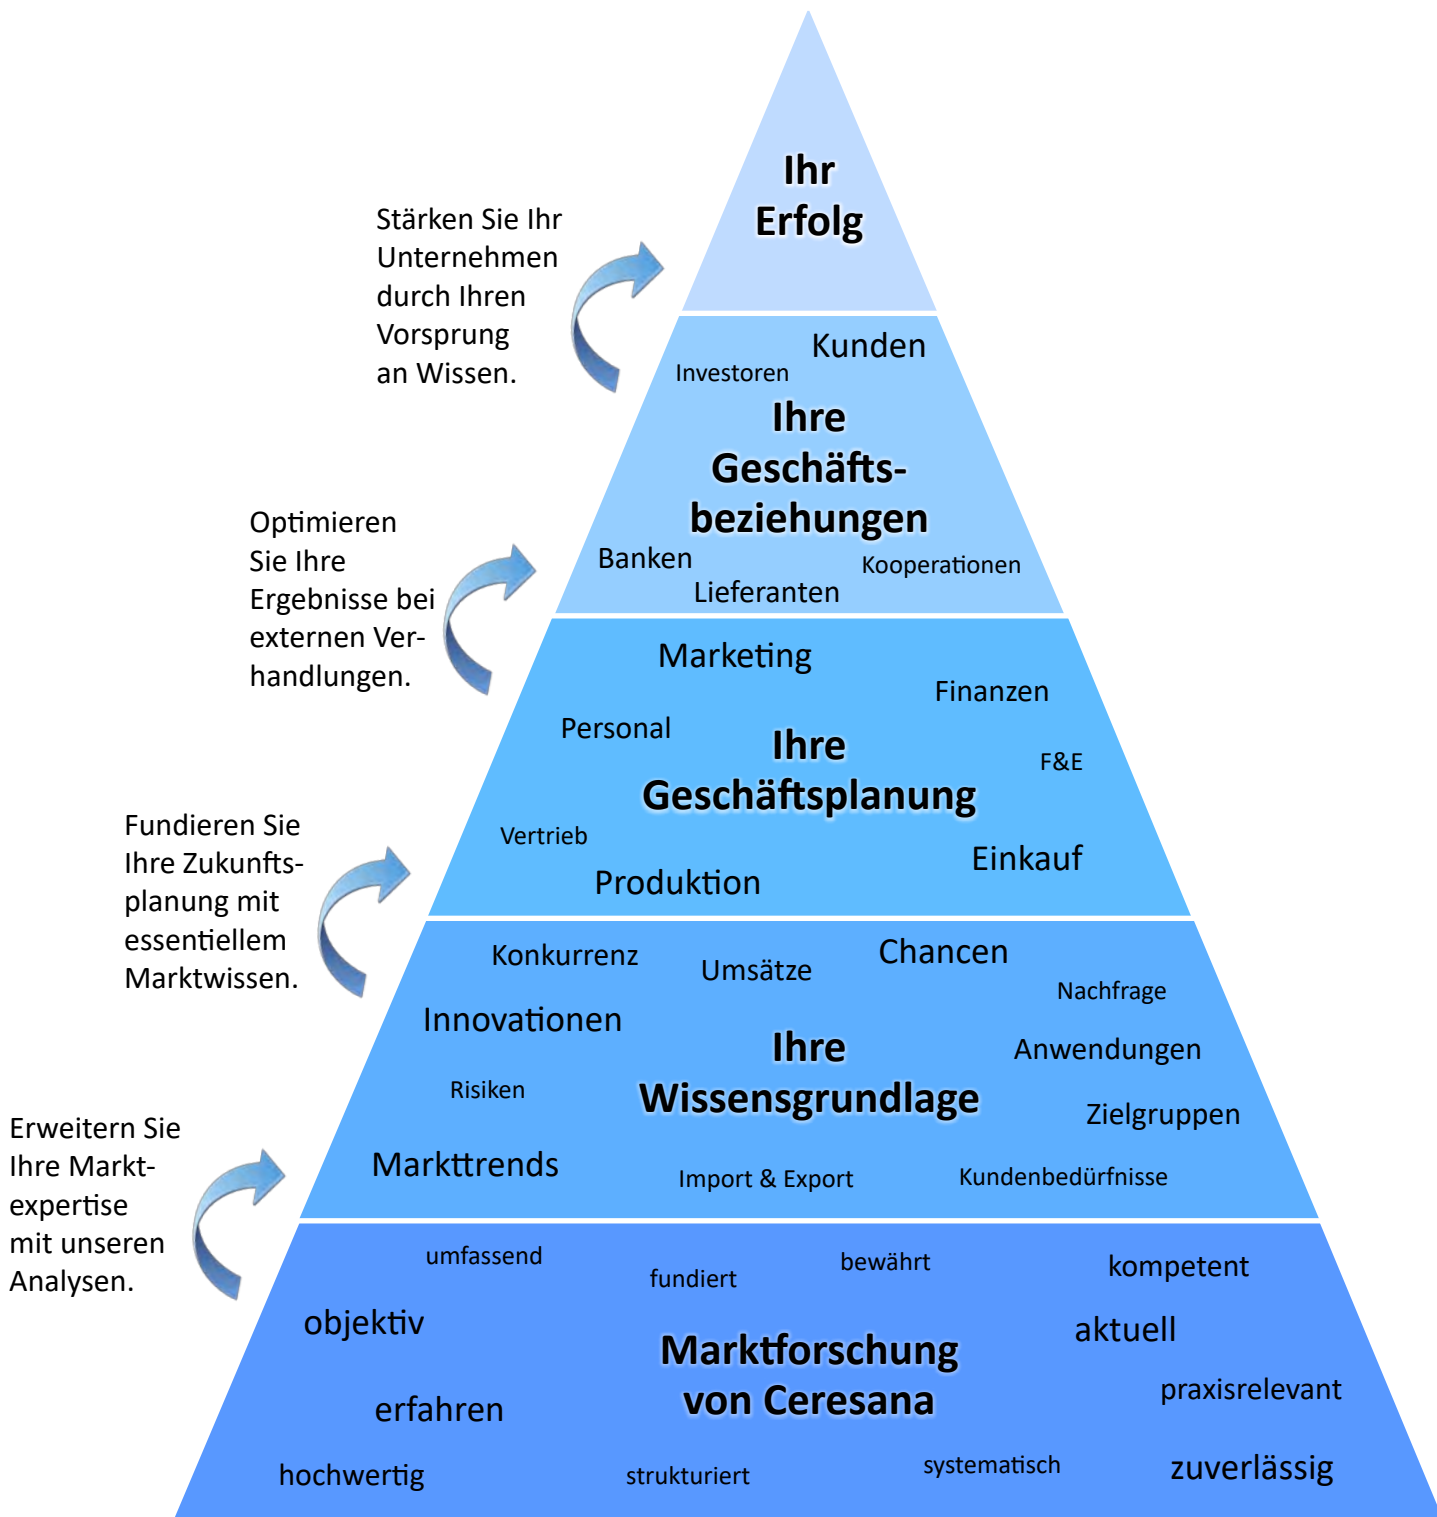 Ihr
Erfolg
Stärken Sie Ihr
Unternehmen
durch Ihren
Vorsprung
an Wissen.
Kunden
Investoren
Ihre
Geschäfts-
beziehungen
Banken
Kooperationen
Lieferanten
Optimieren
Sie Ihre
Ergebnisse bei
externen Ver-
handlungen.
Marketing
Finanzen
Personal
Ihre
Geschäftsplanung
F&E
Vertrieb
Einkauf
Produktion
Fundieren Sie
Ihre Zukunfts-
planung mit
essentiellem
Marktwissen.
Konkurrenz
Umsätze
Chancen
Nachfrage
Innovationen
Ihre
Wissensgrundlage
Anwendungen
Risiken
Zielgruppen
Markttrends
Import & Export
Kundenbedürfnisse
Erweitern Sie
Ihre Markt-
expertise
mit unseren
Analysen.
umfassend
fundiert
bewährt
kompetent
objektiv
Marktforschung
von Ceresana
aktuell
erfahren
praxisrelevant
hochwertig
strukturiert
systematisch
zuverlässig